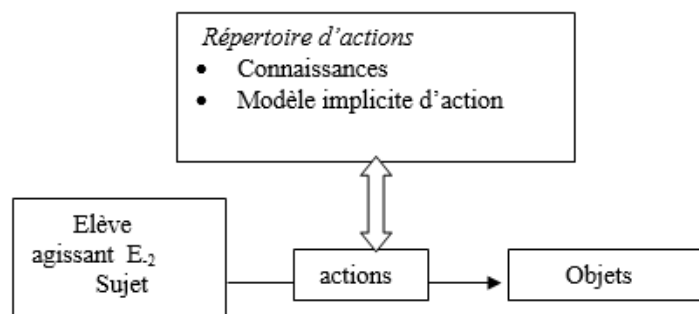 Répertoire d’actions
• Connaissances
• Modèle implicite d’action
Elève
agissant E-2
Sujet
actions
Objets